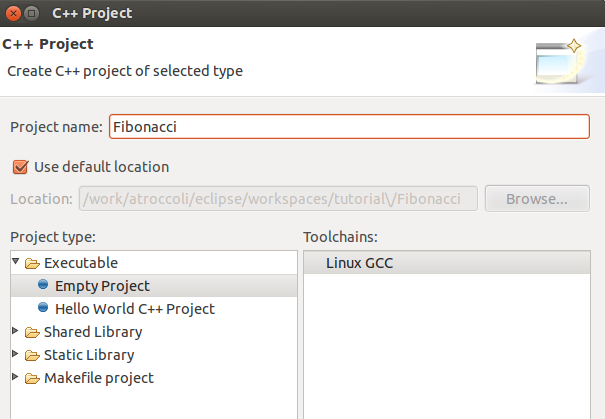 C++ Project
C++ Project
Create C++ project of selected type
Project name: Fibonacci
Use default location
Location: /work/atroccoli/eclipse/workspaces/tutorial\/Fibonacci Browse...
Project type: Toolchains:
Executable Linux GCC
Empty Project
Hello World C++ Project
Shared Library
Static Library
Makefile project